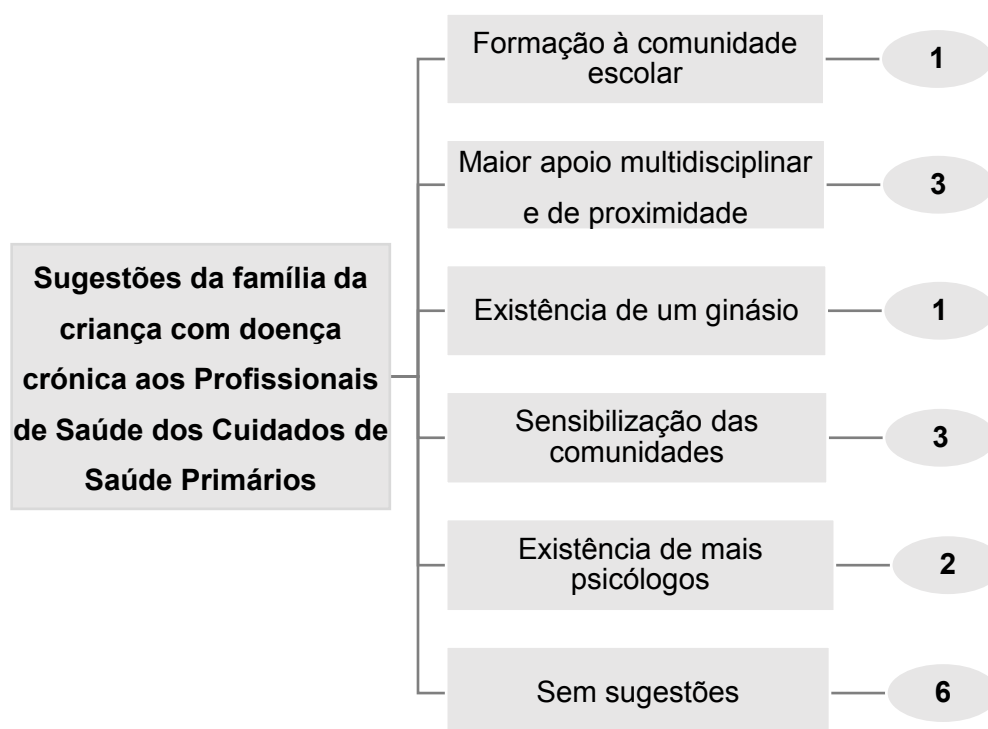 Sugestões da família da
criança com doença
crónica aos Profissionais
de Saúde dos Cuidados de
Saúde Primários
Formação à comunidade
escolar
1
Maior apoio multidisciplinar
e de proximidade
3
Existência de um ginásio
1
Sensibilização das
comunidades
3
Existência de mais
psicólogos
2
Sem sugestões
6